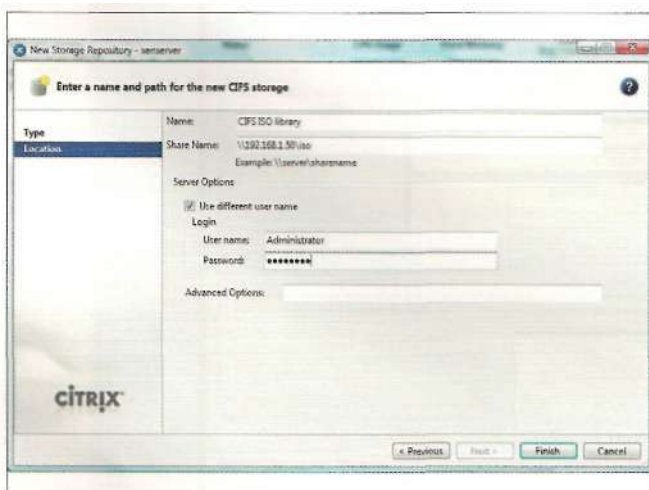 New Storage Repository - xenserver
Enter a name and path for the new CIFS storage
Type
Location
Name: CIFS ISO library
Share Name: \\192.168.1.50\iso
Example: \\server\sharename
Server Options
Use different user name
Login
User name: Administrator
Password: ••••••••
Advanced Options:
CITRIX
< Previous
Next >
Finish
Cancel